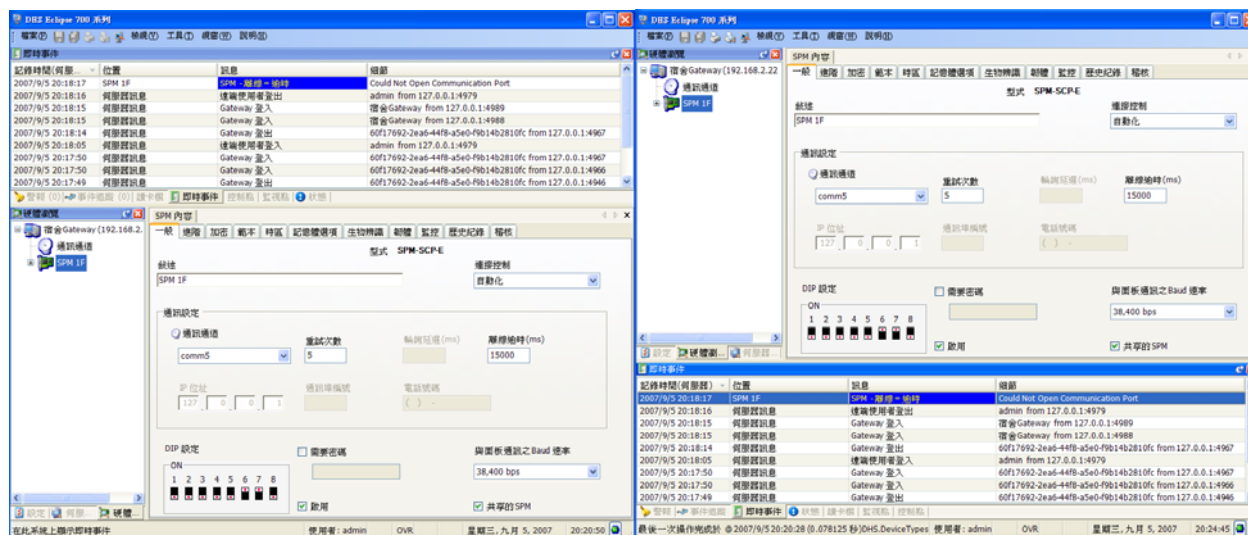 DHS Eclipse 700 系列
檔案(F) 檢視(V) 工具(T) 視窗(W) 說明(H)
即時事件
記錄時間(伺服... 位置 訊息 細節
2007/9/5 20:18:17 SPM 1F SPM - 離線 = 逾時 Could Not Open Communication Port
2007/9/5 20:18:16 伺服器訊息 遠端使用者登出 admin from 127.0.0.1:4979
2007/9/5 20:18:15 伺服器訊息 Gateway 登入 宿舍Gateway from 127.0.0.1:4989
2007/9/5 20:18:15 伺服器訊息 Gateway 登入 宿舍Gateway from 127.0.0.1:4988
2007/9/5 20:18:14 伺服器訊息 Gateway 登出 60f17692-2ea6-44f8-a5e0-f9b14b2810fc from 127.0.0.1:4967
2007/9/5 20:18:05 伺服器訊息 遠端使用者登入 admin from 127.0.0.1:4979
2007/9/5 20:17:50 伺服器訊息 Gateway 登入 60f17692-2ea6-44f8-a5e0-f9b14b2810fc from 127.0.0.1:4967
2007/9/5 20:17:50 伺服器訊息 Gateway 登入 60f17692-2ea6-44f8-a5e0-f9b14b2810fc from 127.0.0.1:4966
2007/9/5 20:17:49 伺服器訊息 Gateway 登出 60f17692-2ea6-44f8-a5e0-f9b14b2810fc from 127.0.0.1:4946
警報 (0) 事件追蹤 (0) 讀卡機 即時事件 控制點 監視點 狀態
硬體瀏覽
宿舍Gateway (192.168.2.
通訊通道
SPM 1F
設定 伺服... 硬體...
SPM 內容
一般 進階 加密 範本 時區 記憶體選項 生物辨識 韌體 監控 歷史紀錄 稽核
型式 SPM-SCP-E
敘述 連接控制
SPM 1F 自動化
通訊設定
通訊通道 重試次數 輪詢延遲(ms) 離線逾時(ms)
comm5 5 15000
IP 位址 通訊埠編號 電話號碼
127 . 0 . 0 . 1 ( ) -
DIP 設定 需要密碼 與面板通訊之Baud 速率
ON
1 2 3 4 5 6 7 8
38,400 bps
啟用 共享的SPM
在此系統上顯示即時事件 使用者: admin OVR 星期三, 九月 5, 2007 20:20:50
DHS Eclipse 700 系列
檔案(F) 檢視(V) 工具(T) 視窗(W) 說明(H)
硬體瀏覽
宿舍Gateway (192.168.2.22
通訊通道
SPM 1F
設定 硬體瀏... 伺服器...
SPM 內容
一般 進階 加密 範本 時區 記憶體選項 生物辨識 韌體 監控 歷史紀錄 稽核
型式 SPM-SCP-E
敘述 連接控制
SPM 1F 自動化
通訊設定
通訊通道 重試次數 輪詢延遲(ms) 離線逾時(ms)
comm5 5 15000
IP 位址 通訊埠編號 電話號碼
127 . 0 . 0 . 1 ( ) -
DIP 設定 需要密碼 與面板通訊之Baud 速率
ON
1 2 3 4 5 6 7 8
38,400 bps
啟用 共享的SPM
即時事件
記錄時間(伺服器) 位置 訊息 細節
2007/9/5 20:18:17 SPM 1F SPM - 離線 = 逾時 Could Not Open Communication Port
2007/9/5 20:18:16 伺服器訊息 遠端使用者登出 admin from 127.0.0.1:4979
2007/9/5 20:18:15 伺服器訊息 Gateway 登入 宿舍Gateway from 127.0.0.1:4989
2007/9/5 20:18:15 伺服器訊息 Gateway 登入 宿舍Gateway from 127.0.0.1:4988
2007/9/5 20:18:14 伺服器訊息 Gateway 登出 60f17692-2ea6-44f8-a5e0-f9b14b2810fc from 127.0.0.1:4967
2007/9/5 20:18:05 伺服器訊息 遠端使用者登入 admin from 127.0.0.1:4979
2007/9/5 20:17:50 伺服器訊息 Gateway 登入 60f17692-2ea6-44f8-a5e0-f9b14b2810fc from 127.0.0.1:4967
2007/9/5 20:17:50 伺服器訊息 Gateway 登入 60f17692-2ea6-44f8-a5e0-f9b14b2810fc from 127.0.0.1:4966
2007/9/5 20:17:49 伺服器訊息 Gateway 登出 60f17692-2ea6-44f8-a5e0-f9b14b2810fc from 127.0.0.1:4946
警報 事件追蹤 即時事件 狀態 讀卡機 監視點 控制點
最後一次操作完成於 @ 2007/9/5 20:20:28 (0.078125 秒)DHS.DeviceTypes 使用者: admin OVR 星期三, 九月 5, 2007 20:24:45